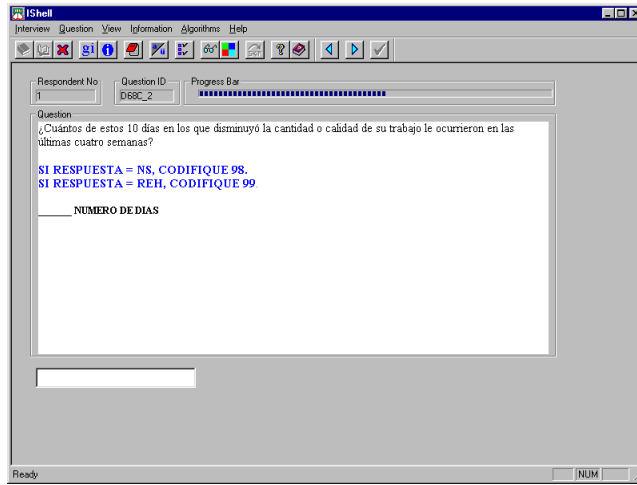 IShell
Interview Question View Information Algorithms Help
gi
Respondent No
Question ID
Progress Bar
1
D68C_2
Question
¿Cuántos de estos 10 días en los que disminuyó la cantidad o calidad de su trabajo le ocurrieron en las
últimas cuatro semanas?
SI RESPUESTA = NS, CODIFIQUE 98.
SI RESPUESTA = REH, CODIFIQUE 99.
______ NUMERO DE DIAS
Ready
NUM